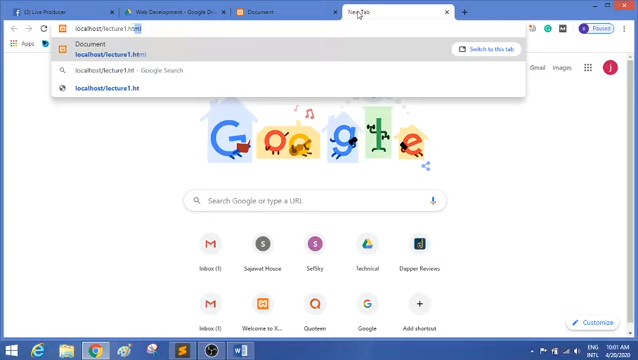 (3) Live Producer
Web Development - Google Dri
Document
New Tab
localhost/lecture1.html
Paused
Apps
Document
localhost/lecture1.html
Switch to this tab
localhost/lecture1.ht - Google Search
localhost/lecture1.ht
Gmail
Images
j
Search Google or type a URL
S
S
Inbox (1)
Sajawat House
SefSky
Technical
Dapper Reviews
Inbox (1)
Welcome to X...
Quoteem
Google
Add shortcut
Customize
ENG
INTL
10:01 AM
4/28/2020